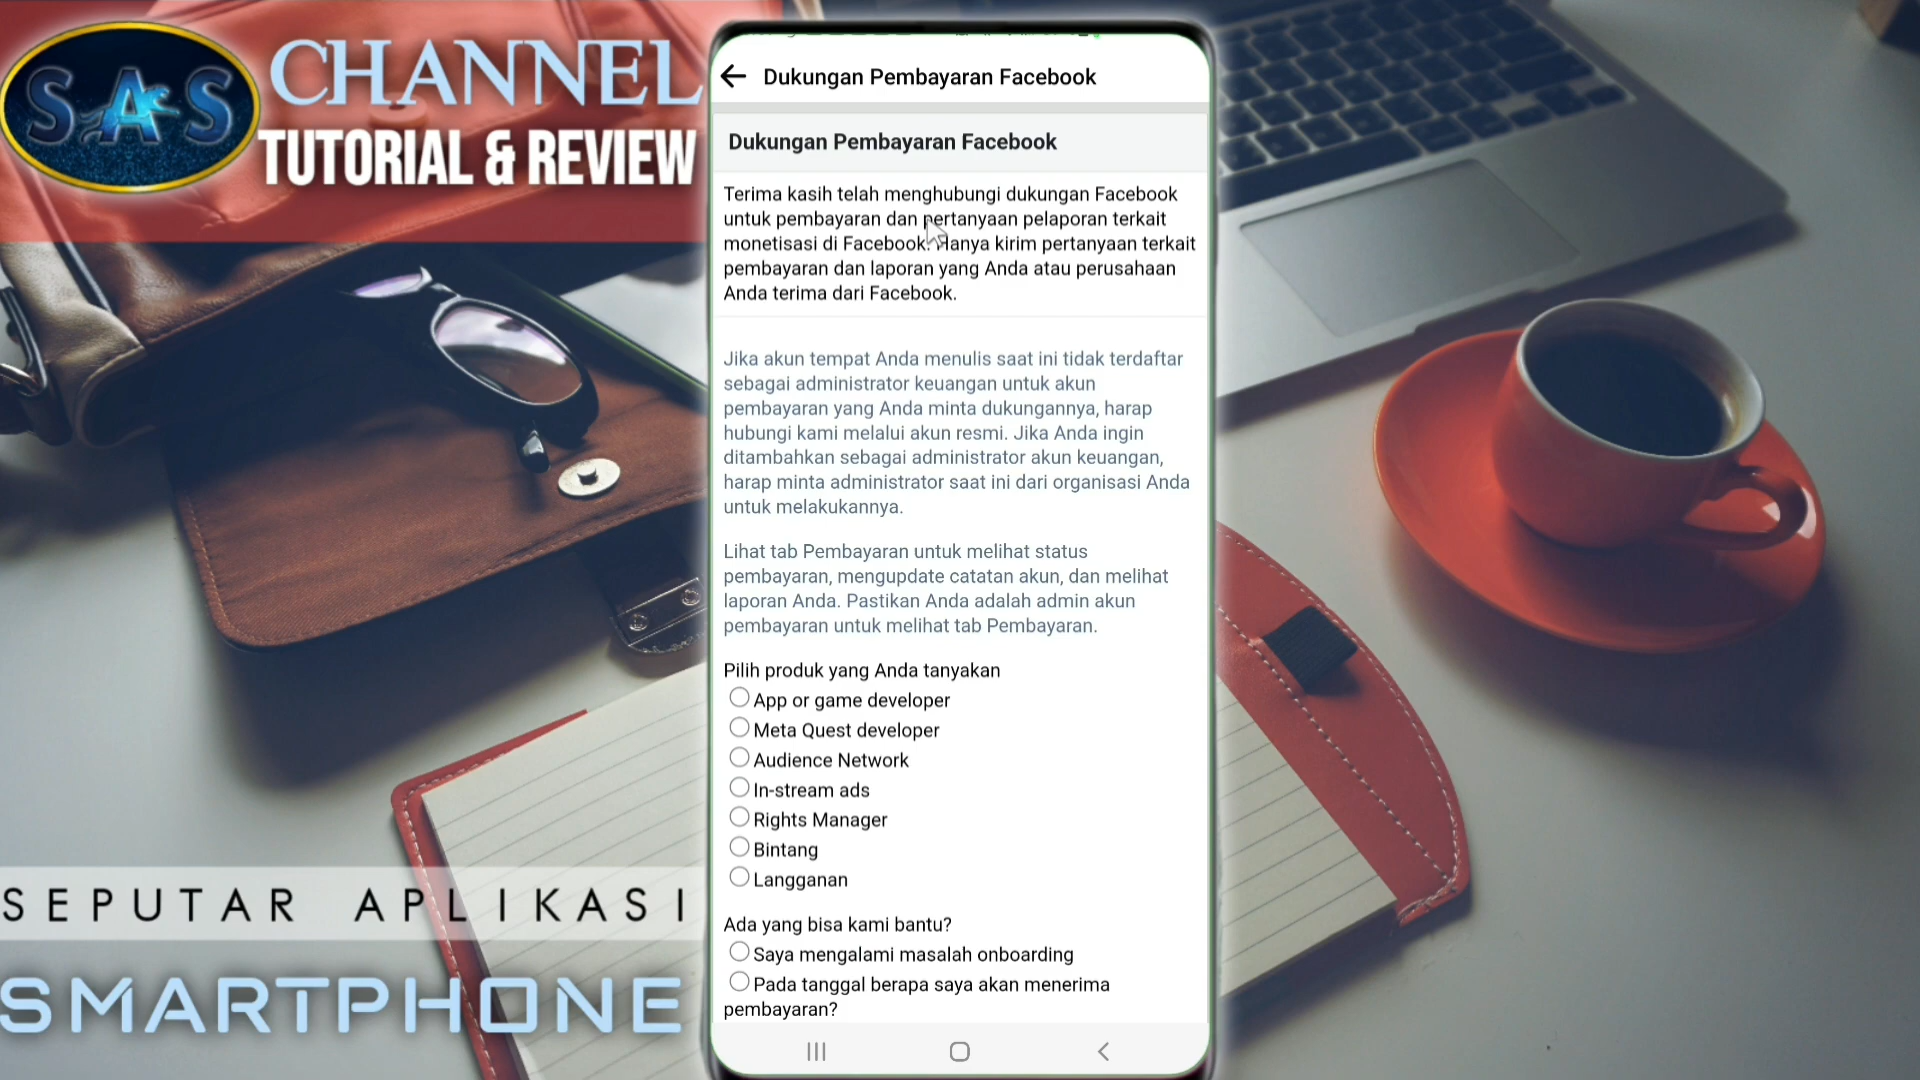 SAS
CHANNEL
TUTORIAL & REVIEW
Dukungan Pembayaran Facebook
Dukungan Pembayaran Facebook
Terima kasih telah menghubungi dukungan Facebook
untuk pembayaran dan pertanyaan pelaporan terkait
monetisasi di Facebook. Hanya kirim pertanyaan terkait
pembayaran dan laporan yang Anda atau perusahaan
Anda terima dari Facebook.
Jika akun tempat Anda menulis saat ini tidak terdaftar
sebagai administrator keuangan untuk akun
pembayaran yang Anda minta dukungannya, harap
hubungi kami melalui akun resmi. Jika Anda ingin
ditambahkan sebagai administrator akun keuangan,
harap minta administrator saat ini dari organisasi Anda
untuk melakukannya.
Lihat tab Pembayaran untuk melihat status
pembayaran, mengupdate catatan akun, dan melihat
laporan Anda. Pastikan Anda adalah admin akun
pembayaran untuk melihat tab Pembayaran.
Pilih produk yang Anda tanyakan
App or game developer
Meta Quest developer
Audience Network
In-stream ads
Rights Manager
Bintang
Langganan
Ada yang bisa kami bantu?
Saya mengalami masalah onboarding
Pada tanggal berapa saya akan menerima
pembayaran?
SEPUTAR APLIKASI
SMARTPHONE